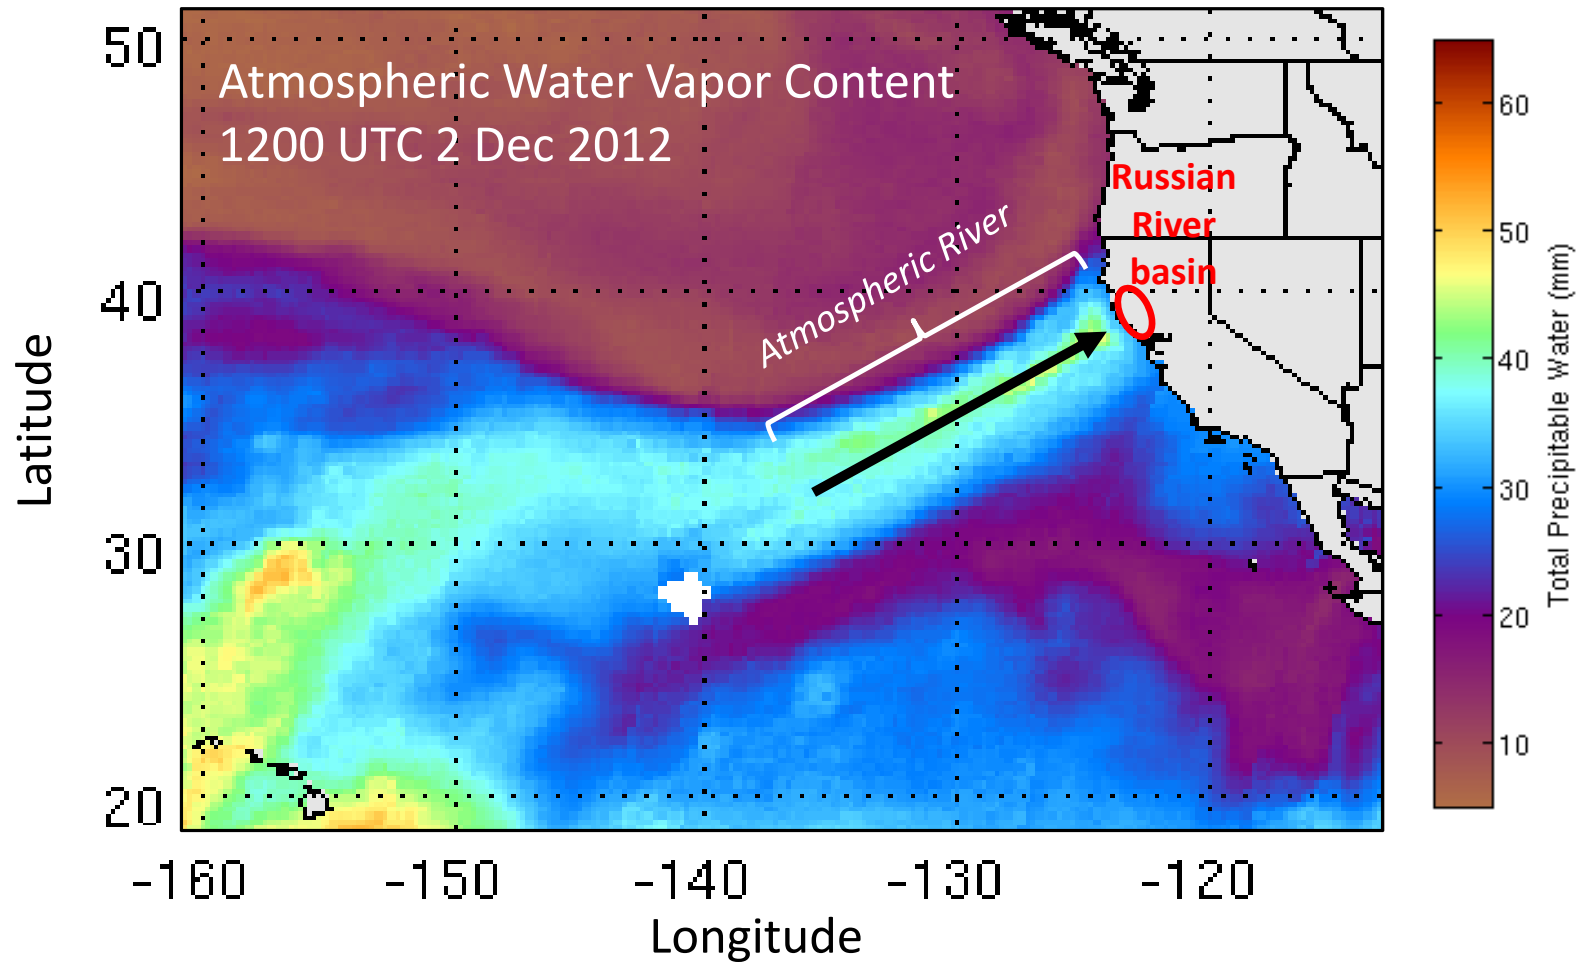 Atmospheric Water Vapor Content
1200 UTC 2 Dec 2012
Russian
River
basin
Atmospheric River
Latitude
50
40
30
20
-160
-150
-140
-130
-120
Longitude
60
50
40
30
20
10
Total Precipitable Water (mm)